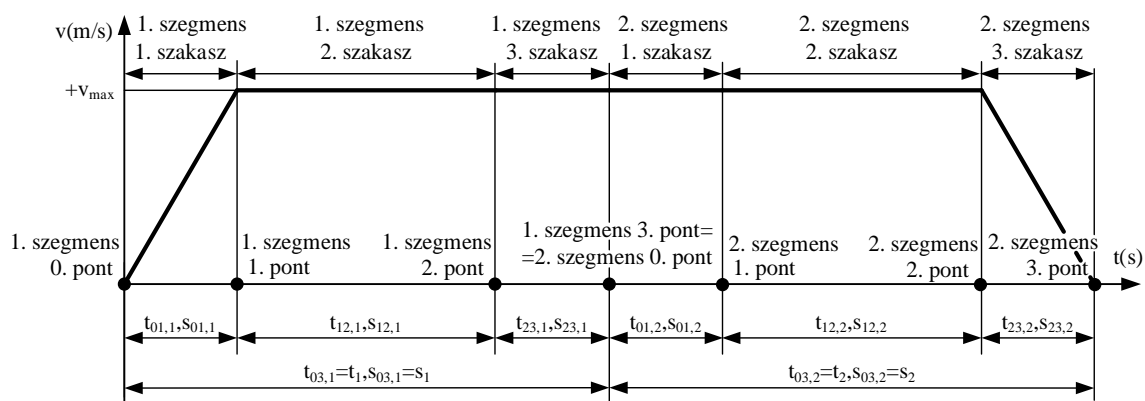 v(m/s)
1. szegmens
1. szakasz
1. szegmens
2. szakasz
1. szegmens
3. szakasz
2. szegmens
1. szakasz
2. szegmens
2. szakasz
2. szegmens
3. szakasz
+vmax
1. szegmens
0. pont
1. szegmens
1. pont
1. szegmens
2. pont
1. szegmens 3. pont=
=2. szegmens 0. pont
2. szegmens
1. pont
2. szegmens
2. pont
2. szegmens
3. pont
t(s)
t01,1,s01,1
t12,1,s12,1
t23,1,s23,1
t01,2,s01,2
t12,2,s12,2
t23,2,s23,2
t03,1=t1,s03,1=s1
t03,2=t2,s03,2=s2